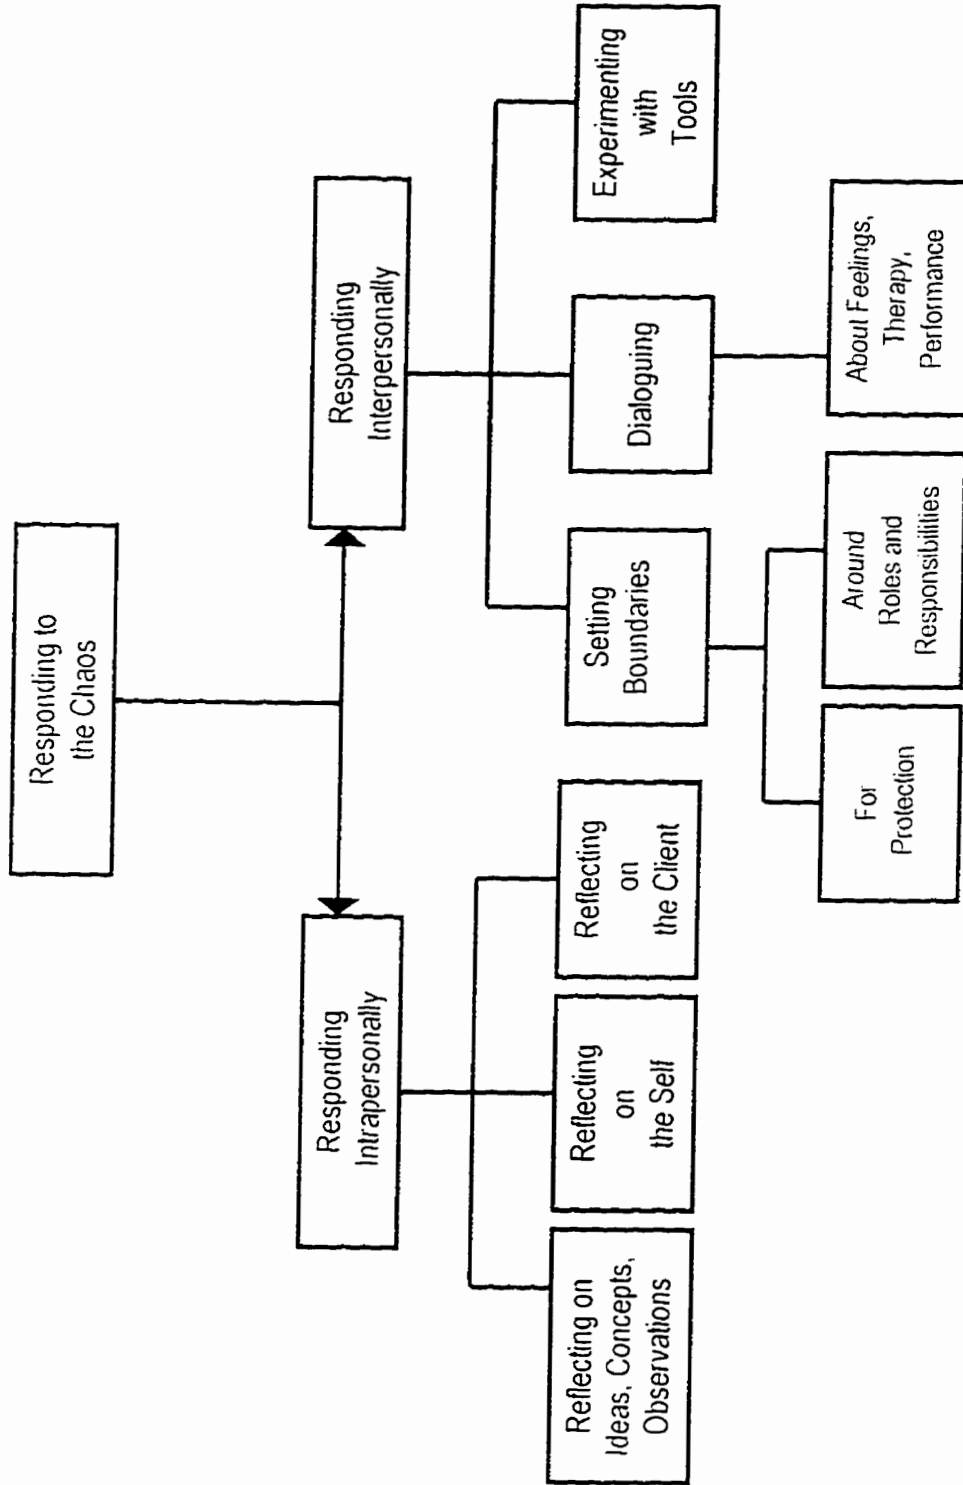 Responding to
the Chaos
Responding
Intrapersonally
Responding
Interpersonally
Reflecting on
Ideas, Concepts,
Observations
Reflecting
on
the Self
Reflecting
on
the Client
Setting
Boundaries
Dialoguing
Experimenting
with
Tools
For
Protection
Around
Roles and
Responsibilities
About Feelings,
Therapy,
Performance